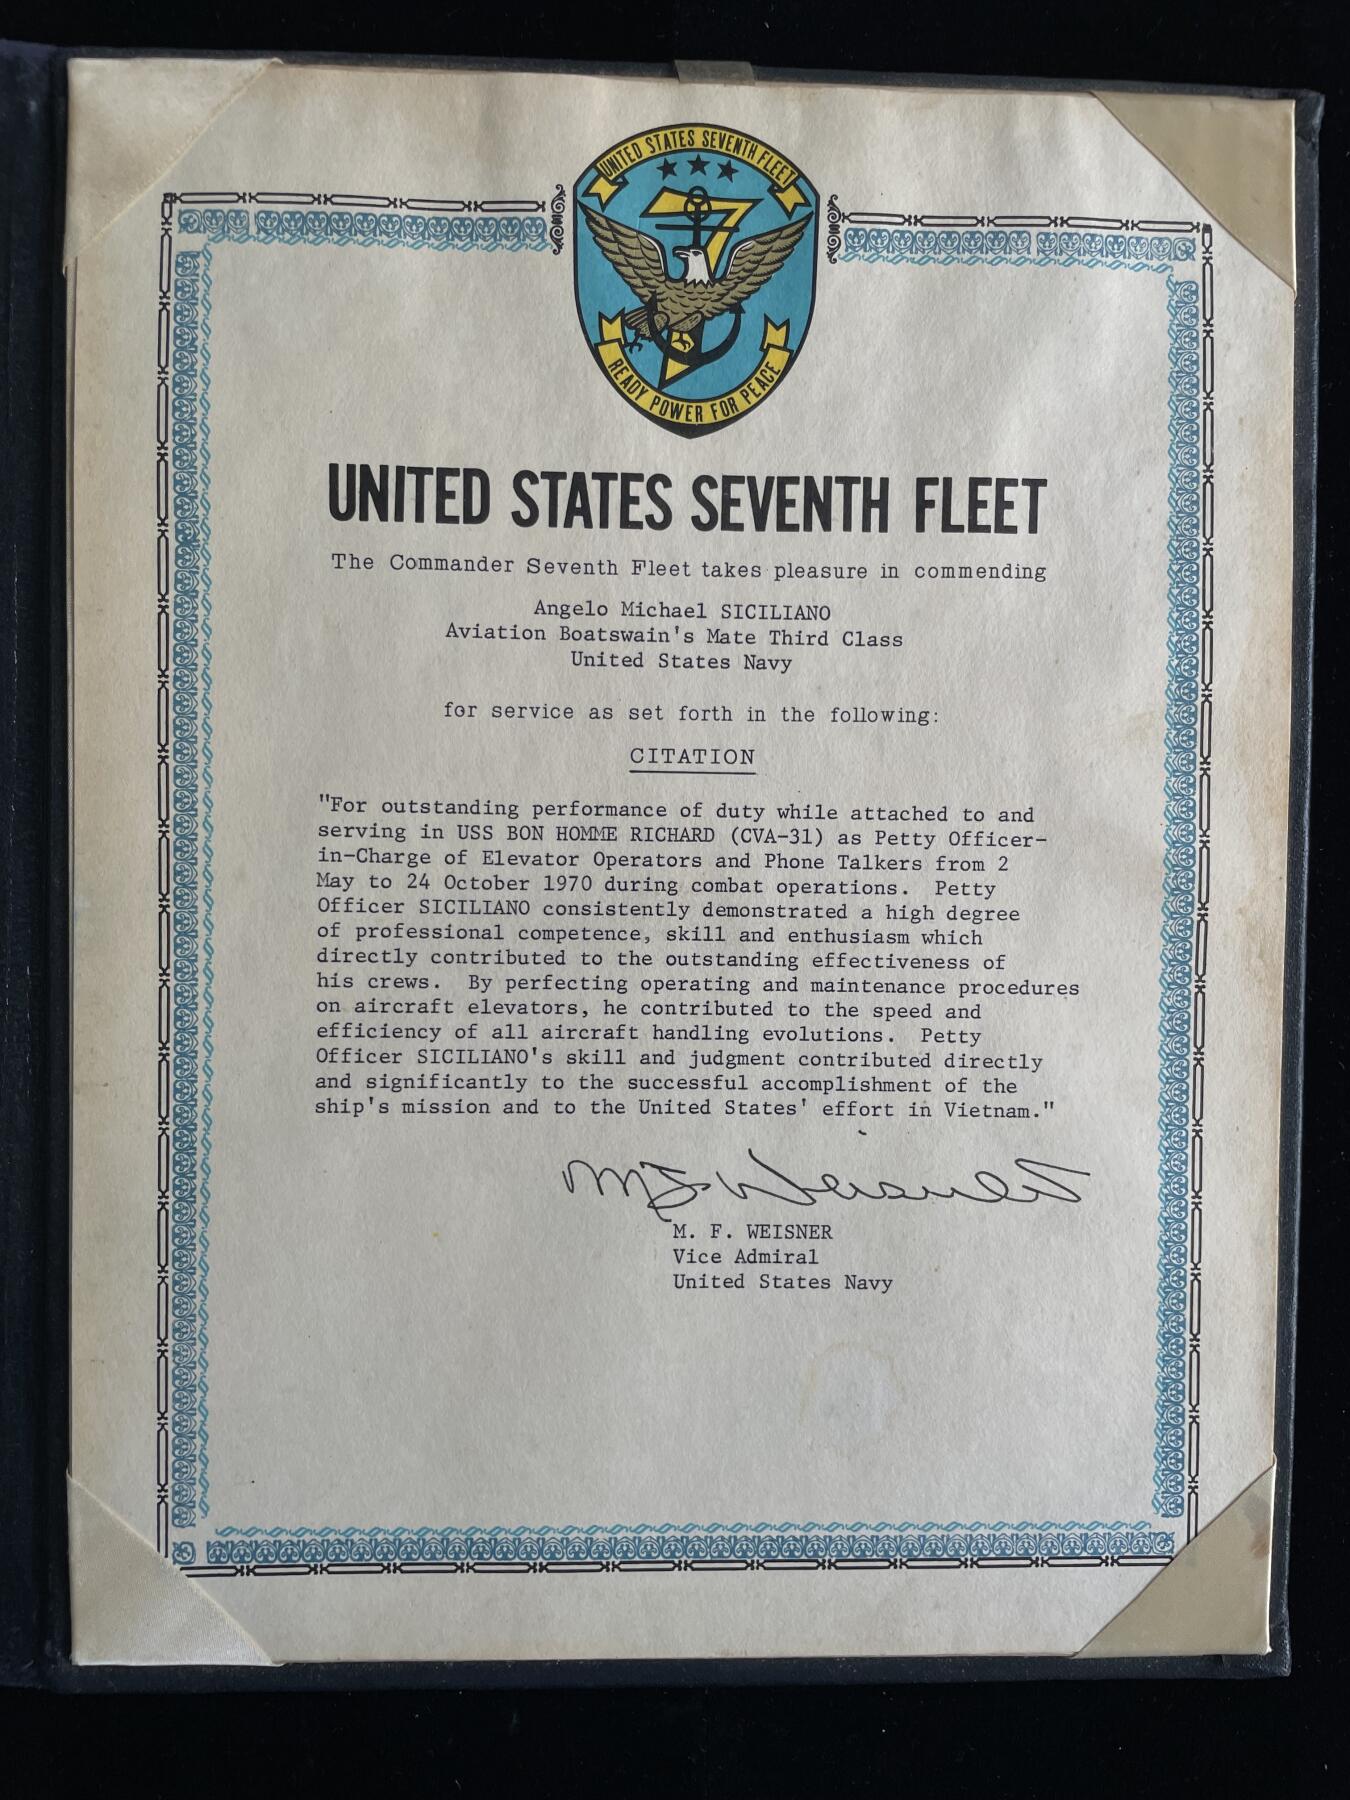 UNITED STATES SEVENTH FLEET
7
READY POWER FOR PEACE
UNITED STATES SEVENTH FLEET
The Commander Seventh Fleet takes pleasure in commending
Angelo Michael SICILIANO
Aviation Boatswain's Mate Third Class
United States Navy
for service as set forth in the following:
CITATION
"For outstanding performance of duty while attached to and
serving in USS BON HOMME RICHARD (CVA-31) as Petty Officer-
in-Charge of Elevator Operators and Phone Talkers from 2
May to 24 October 1970 during combat operations. Petty
Officer SICILIANO consistently demonstrated a high degree
of professional competence, skill and enthusiasm which
directly contributed to the outstanding effectiveness of
his crews. By perfecting operating and maintenance procedures
on aircraft elevators, he contributed to the speed and
efficiency of all aircraft handling evolutions. Petty
Officer SICILIANO's skill and judgment contributed directly
and significantly to the successful accomplishment of the
ship's mission and to the United States' effort in Vietnam."
M F Weisner
M. F. WEISNER
Vice Admiral
United States Navy